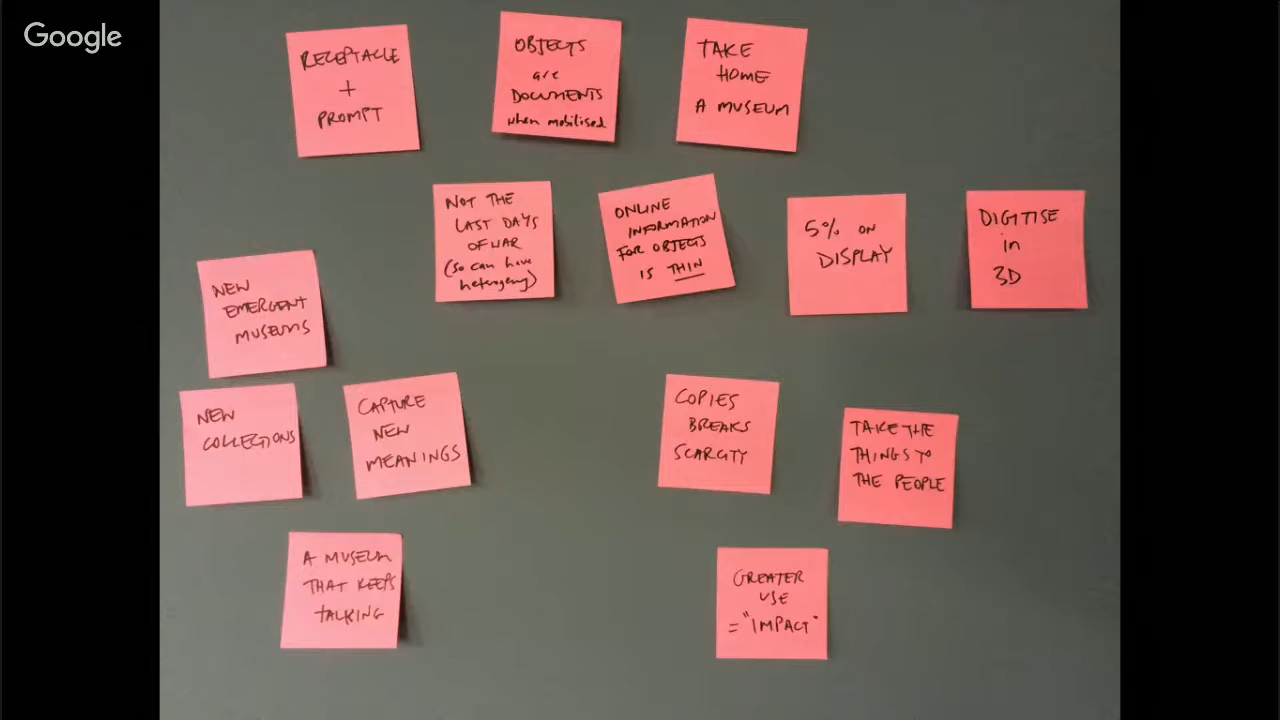 Google
RECEPTACLE
+
PROMPT
OBJECTS
are
DOCUMENTS
when mobilised
TAKE
HOME
A MUSEUM
NOT THE
LAST DAYS
OF WAR
(so can have
heterogeny)
ONLINE
INFORMATION
FOR OBJECTS
IS THIN
5% ON
DISPLAY
DIGITISE
in
3D
NEW
EMERGENT
MUSEUMS
NEW
COLLECTIONS
CAPTURE
NEW
MEANINGS
COPIES
BREAKS
SCARCITY
TAKE THE
THINGS TO
THE PEOPLE
A MUSEUM
THAT KEEPS
TALKING
GREATER
USE
= "IMPACT"